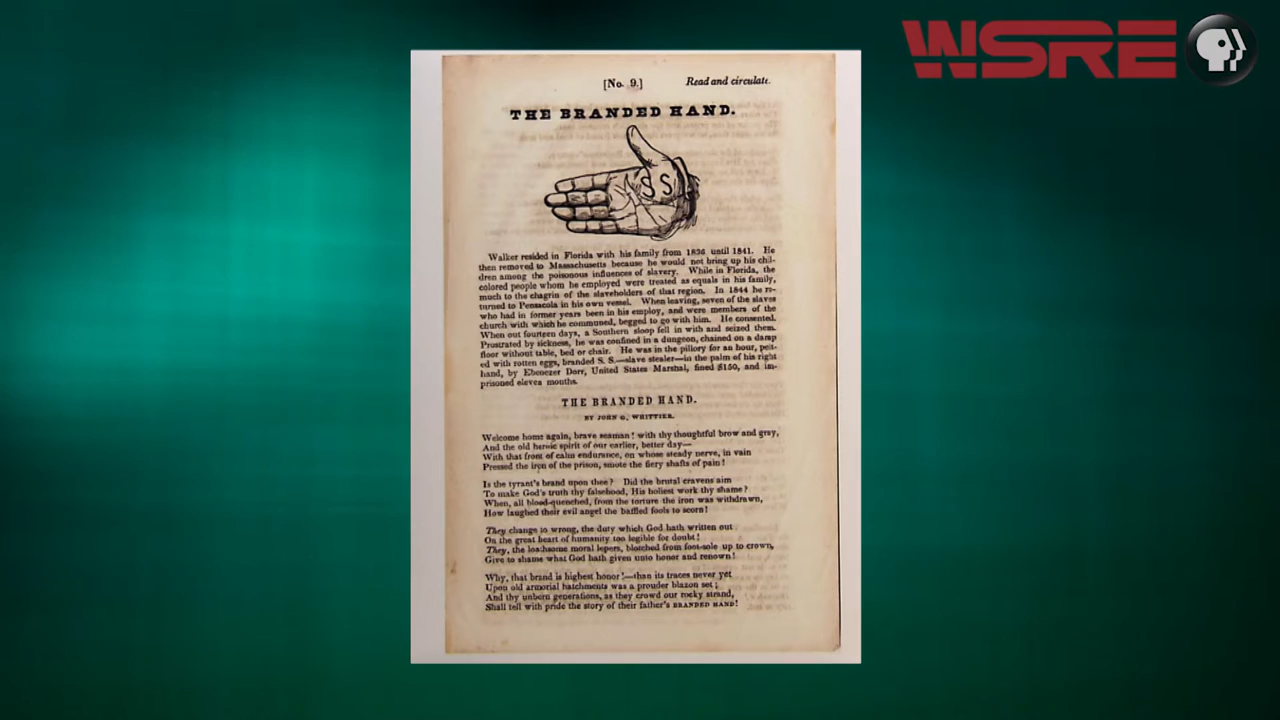 WSRE
[No. 9.] Read and circulate.
THE BRANDED HAND.
S S
Walker resided in Florida with his family from 1836 until 1841. He
then removed to Massachusetts because he would not bring up his chil-
dren among the poisonous influences of slavery. While in Florida, the
colored people whom he employed were treated as equals in his family,
much to the chagrin of the slaveholders of that region. In 1844 he re-
turned to Pensacola in his own vessel. When leaving, seven of the slaves
who had in former years been in his employ, and were members of the
church with which he communed, begged to go with him. He consented.
When out fourteen days, a Southern sloop fell in with and seized them.
Prostrated by sickness, he was confined in a dungeon, chained on a damp
floor without table, bed or chair. He was in the pillory for an hour, pelt-
ed with rotten eggs, branded S. S.—slave stealer—in the palm of his right
hand, by Ebenezer Dorr, United States Marshal, fined $150, and im-
prisoned eleven months.
THE BRANDED HAND.
BY JOHN G. WHITTIER.
Welcome home again, brave seaman! with thy thoughtful brow and gray,
And the old heroic spirit of our earlier, better day—
With that front of calm endurance, on whose steady nerve, in vain
Pressed the iron of the prison, smote the fiery shafts of pain!
Is the tyrant's brand upon thee? Did the brutal cravens aim
To make God's truth thy falsehood, His holiest work thy shame?
When, all blood-quenched, from the torture the iron was withdrawn,
How laughed their evil angel the baffled fools to scorn!
They change to wrong, the duty which God hath written out
On the great heart of humanity too legible for doubt!
They, the loathsome moral lepers, blotched from foot-sole up to crown,
Give to shame what God hath given unto honor and renown!
Why, that brand is highest honor!—than its traces never yet
Upon old armorial hatchments was a prouder blazon set;
And thy unborn generations, as they crowd our rocky strand,
Shall tell with pride the story of their father's BRANDED HAND!